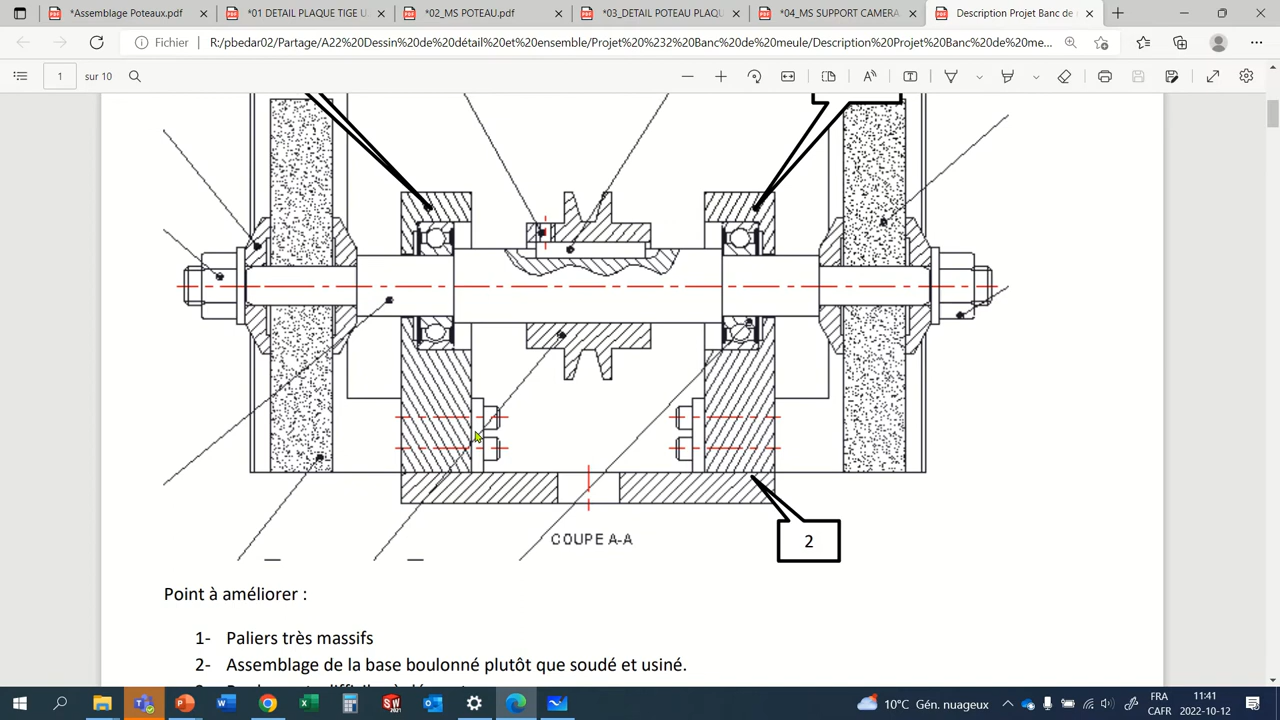 *Assemblage Poteaux.pdf
*01 DETAIL PLAQUE TIGE U
*02_MS POTEAU.pdf
*03_DETAIL POTEAU PLAQU
*04_MS SUPPORT CAMERA
Description Projet Banc de
Fichier
R:/pbedar02/Partage/A22%20Dessin%20de%20détail%20et%20ensemble/Projet%20%232%20Banc%20de%20meule/Description%20Projet%20Banc%20de%20me...
1 sur 10
COUPE A-A
2
Point à améliorer :
1- Paliers très massifs
2- Assemblage de la base boulonné plutôt que soudé et usiné.
10°C Gén. nuageux
FRA
CAFR
11:41
2022-10-12